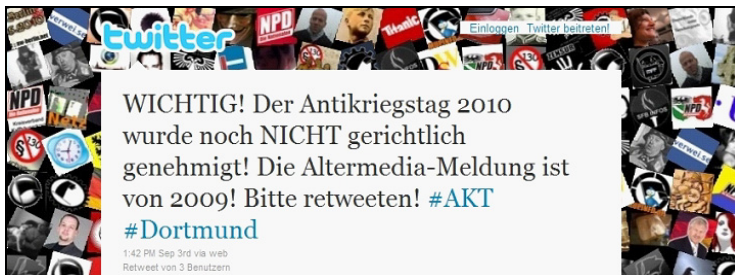 twitter
Einloggen Twitter beitreten!
WICHTIG! Der Antikriegstag 2010
wurde noch NICHT gerichtlich
genehmigt! Die Altermedia-Meldung ist
von 2009! Bitte retweeten! #AKT
#Dortmund
1:42 PM Sep 3rd via web
Retweet von 3 Benutzern
NPD
Titanic
NPD